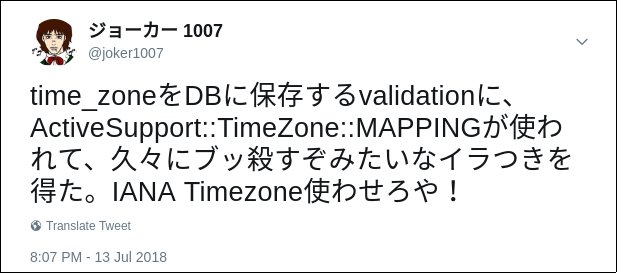 ジョーカー 1007
@joker1007
time_zoneをDBに保存するvalidationに、
ActiveSupport::TimeZone::MAPPINGが使わ
れて、久々にブッ殺すぞみたいなイラつきを
得た。IANA Timezone使わせろや！
Translate Tweet
8:07 PM - 13 Jul 2018